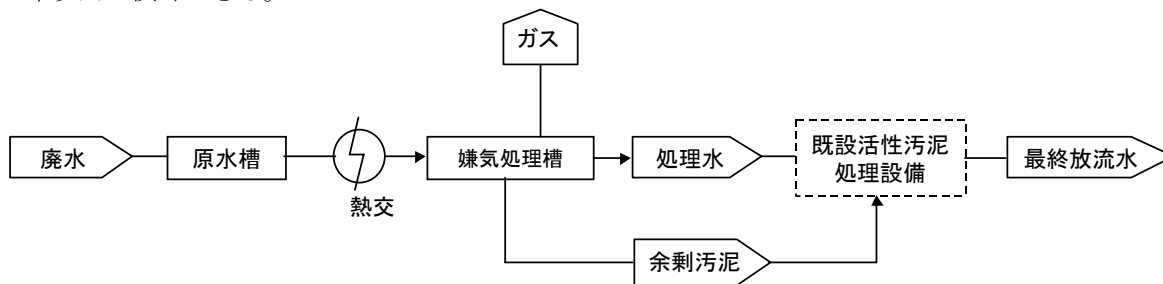 ガス
廃水
原水槽
熱交
嫌気処理槽
処理水
既設活性汚泥
処理設備
最終放流水
余剰汚泥